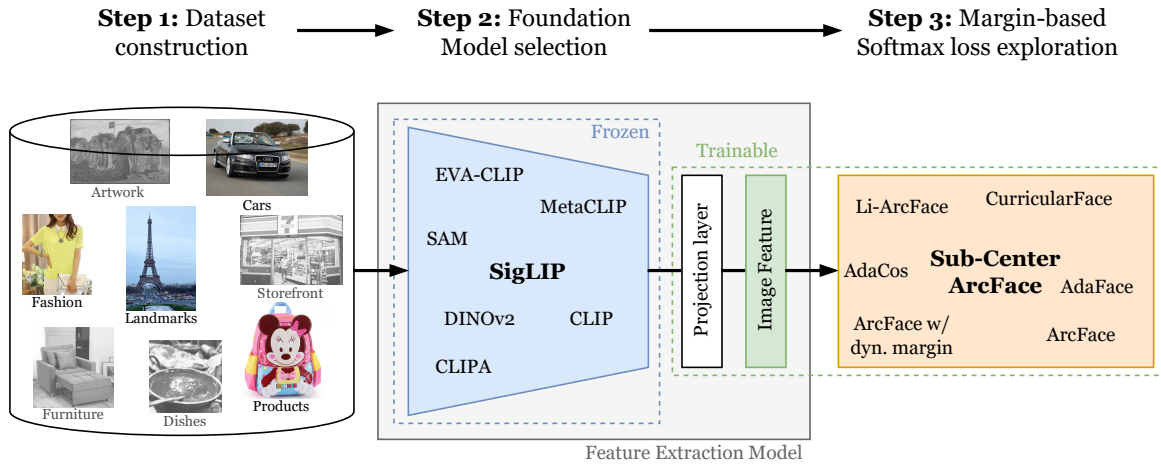 Step 1: Dataset
construction
Step 2: Foundation
Model selection
Step 3: Margin-based
Softmax loss exploration
Artwork
Cars
Fashion
Landmarks
7
Storefront
Furniture
Dishes
Products
Frozen
EVA-CLIP
MetaCLIP
SAM
SigLIP
DINOv2
CLIP
CLIPA
Feature Extraction Model
Trainable
Projection layer
Image Feature
Li-ArcFace
CurricularFace
AdaCos
Sub-Center
ArcFace
AdaFace
ArcFace w/
dyn. margin
ArcFace